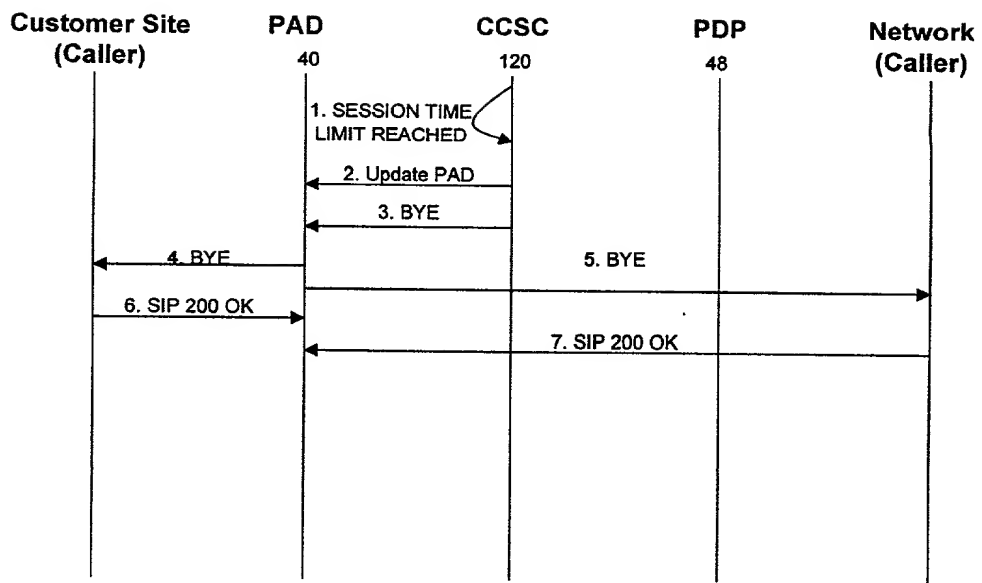 Customer Site
(Caller)
PAD
40
CCSC
120
PDP
48
Network
(Caller)
1. SESSION TIME
LIMIT REACHED
2. Update PAD
3. BYE
4. BYE
5. BYE
6. SIP 200 OK
7. SIP 200 OK